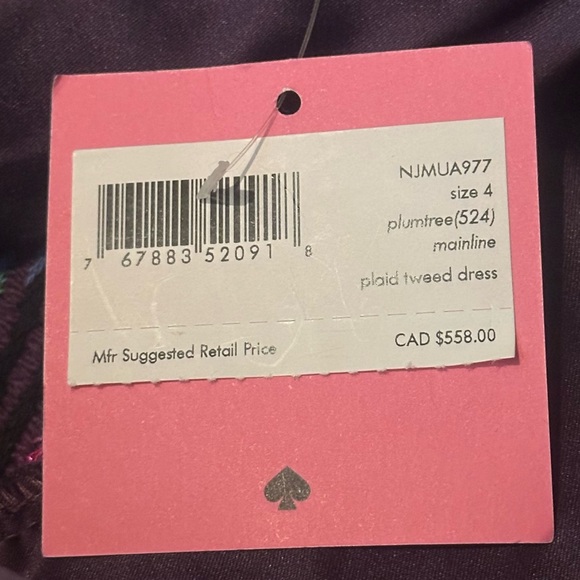 NJMUA977
size 4
plumtree(524)
mainline
7 67883 52091 8
plaid tweed dress
Mfr Suggested Retail Price
CAD $558.00